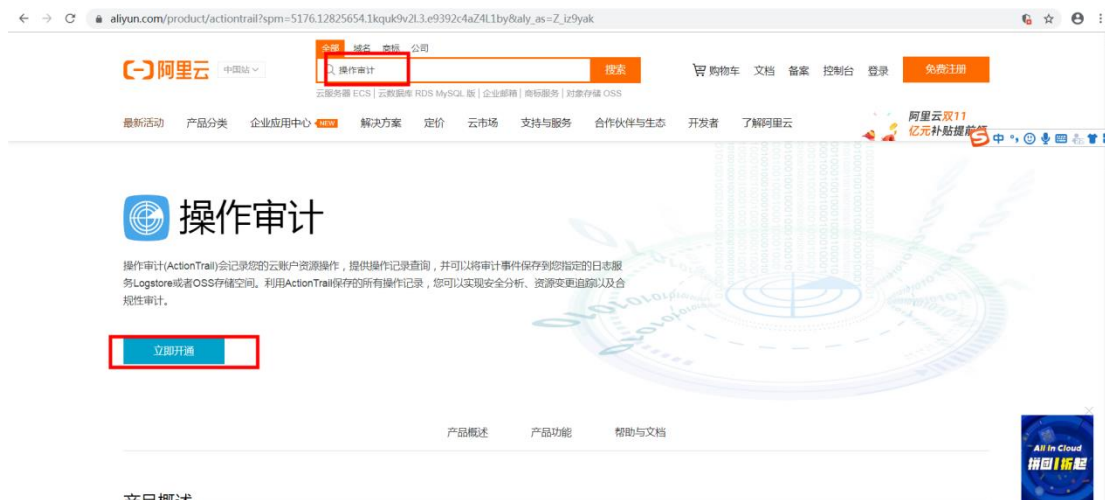 aliyun.com/product/actiontrail?spm=5176.12825654.1kquk9v2l.3.e9392c4aZ4L1by&aly_as=Z_iz9yak
全部 域名 商标 公司
阿里云 中国站
操作审计 搜索
购物车 文档 备案 控制台 登录 免费注册
云服务器 ECS | 云数据库 RDS MySQL 版 | 企业邮箱 | 商标服务 | 对象存储 OSS
最新活动 产品分类 企业应用中心 NEW 解决方案 定价 云市场 支持与服务 合作伙伴与生态 开发者 了解阿里云
阿里云双11
亿元补贴提前
中
操作审计
操作审计(ActionTrail)会记录您的云账户资源操作，提供操作记录查询，并可以将审计事件保存到您指定的日志服
务Logstore或者OSS存储空间。利用ActionTrail保存的所有操作记录，您可以实现安全分析、资源变更追踪以及合
规性审计。
立即开通
产品概述 产品功能 帮助与文档
All in Cloud
拼团1折起
产品概述